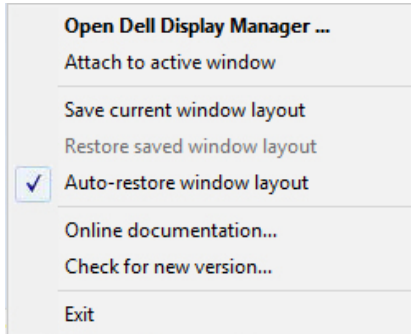 Open Dell Display Manager ...
Attach to active window
Save current window layout
Restore saved window layout
Auto-restore window layout
Online documentation...
Check for new version...
Exit